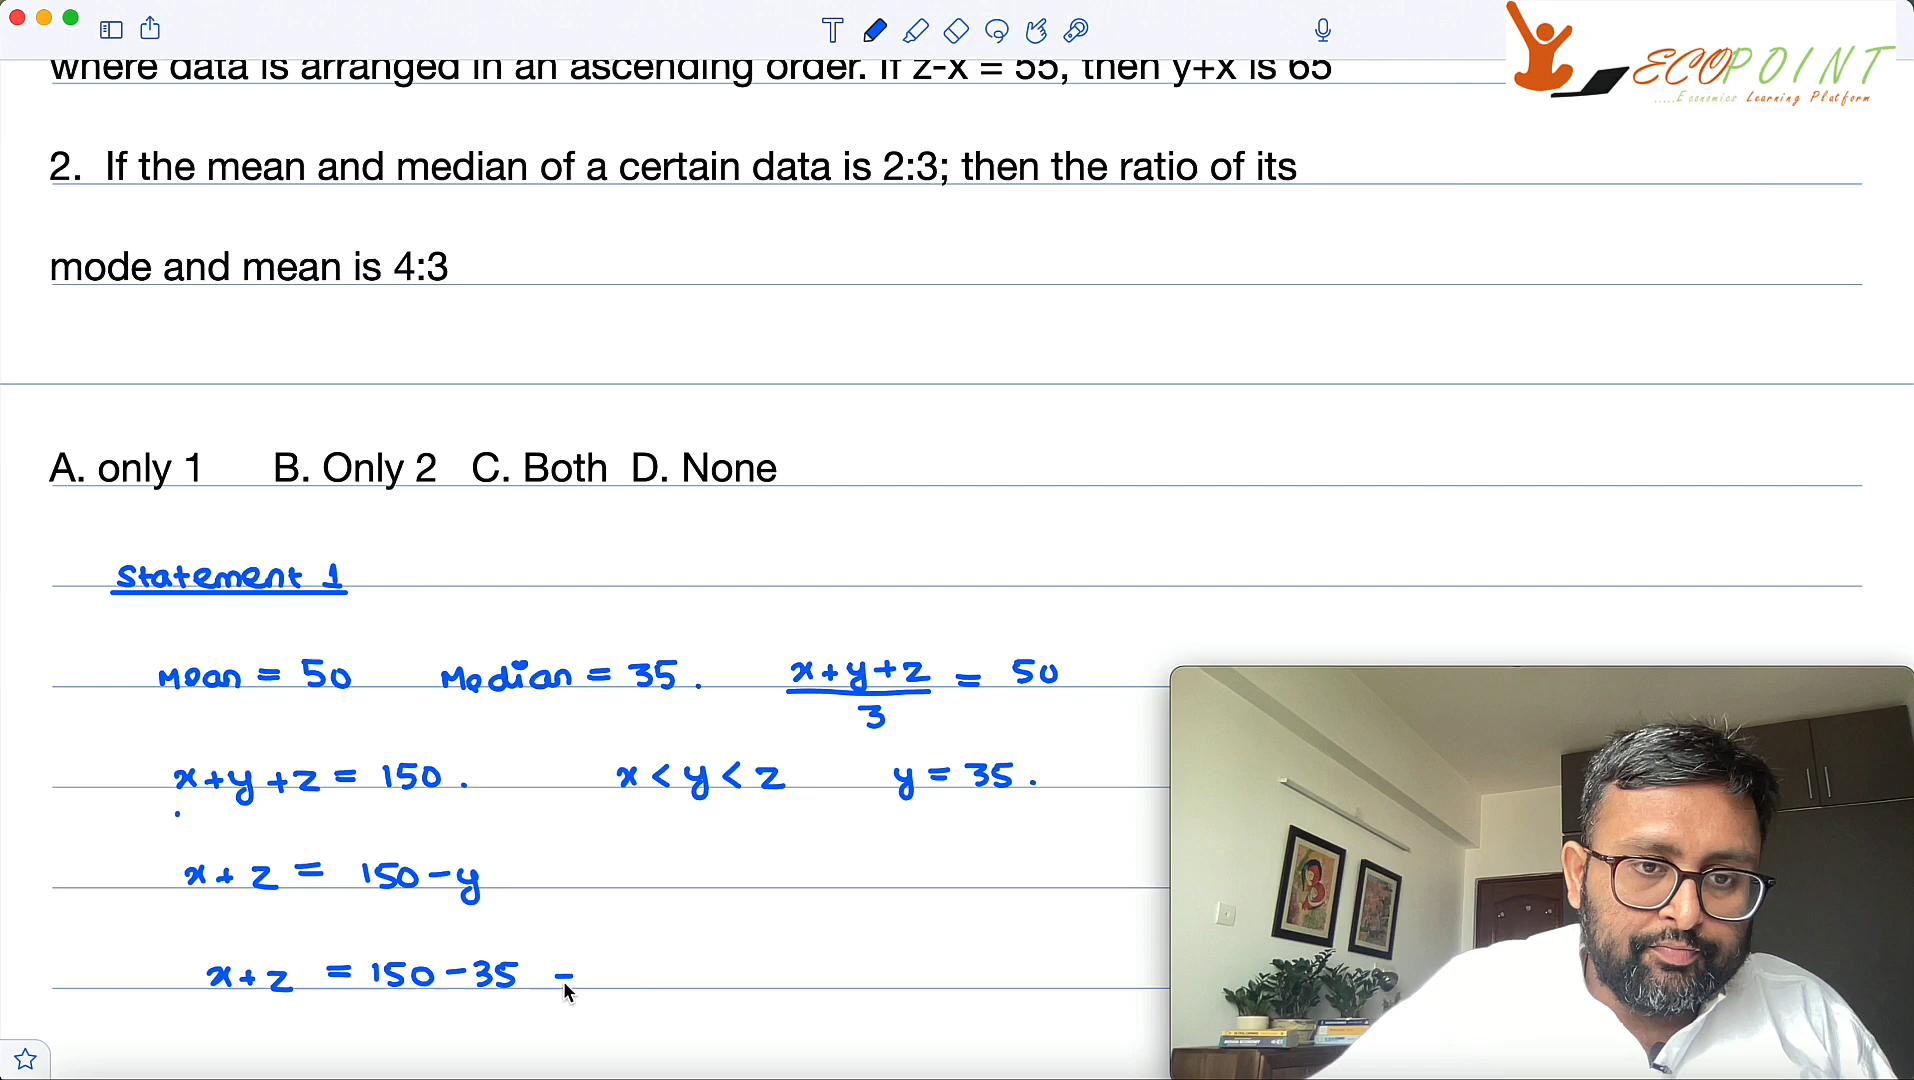 ECOPOINT
.....Economics Learning Platform
where data is arranged in an ascending order. If z-x = 55, then y+x is 65
2. If the mean and median of a certain data is 2:3; then the ratio of its
mode and mean is 4:3
A. only 1 B. Only 2 C. Both D. None
Statement 1
Mean = 50 Median = 35 . x+y+z / 3 = 50
x+y+z = 150 . x < y < z y = 35 .
x+z = 150-y
x+z = 150-35 -